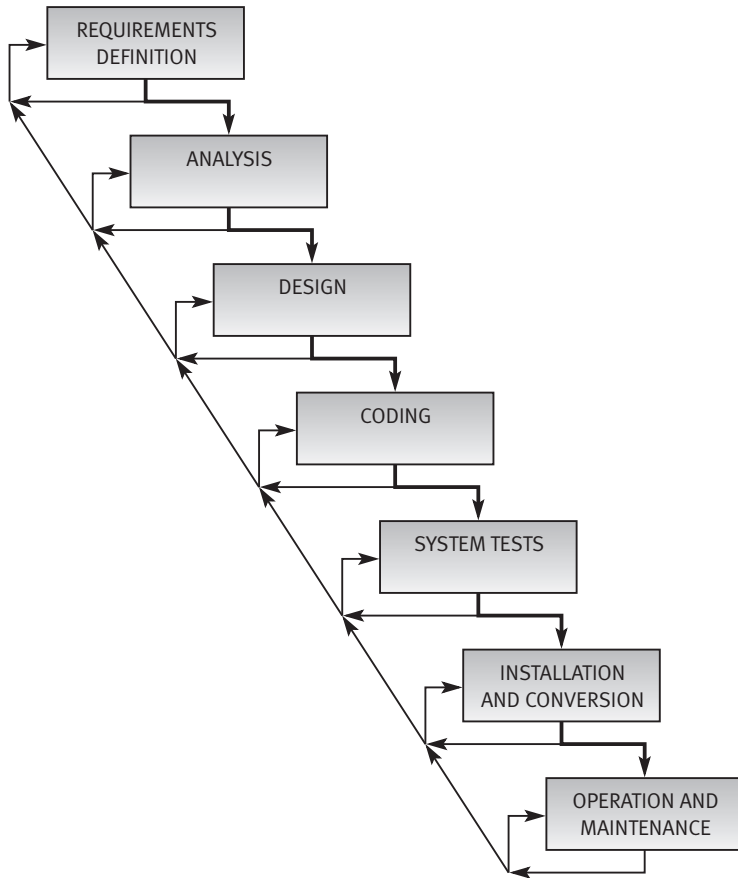 REQUIREMENTS
DEFINITION
ANALYSIS
DESIGN
CODING
SYSTEM TESTS
INSTALLATION
AND CONVERSION
OPERATION AND
MAINTENANCE